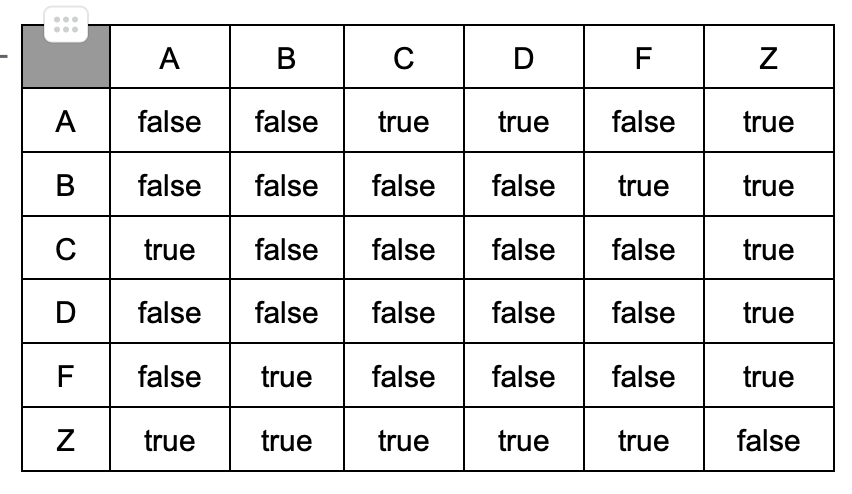 A B C D F Z
A false false true true false true
B false false false false true true
C true false false false false true
D false false false false false true
F false true false false false true
Z true true true true true false